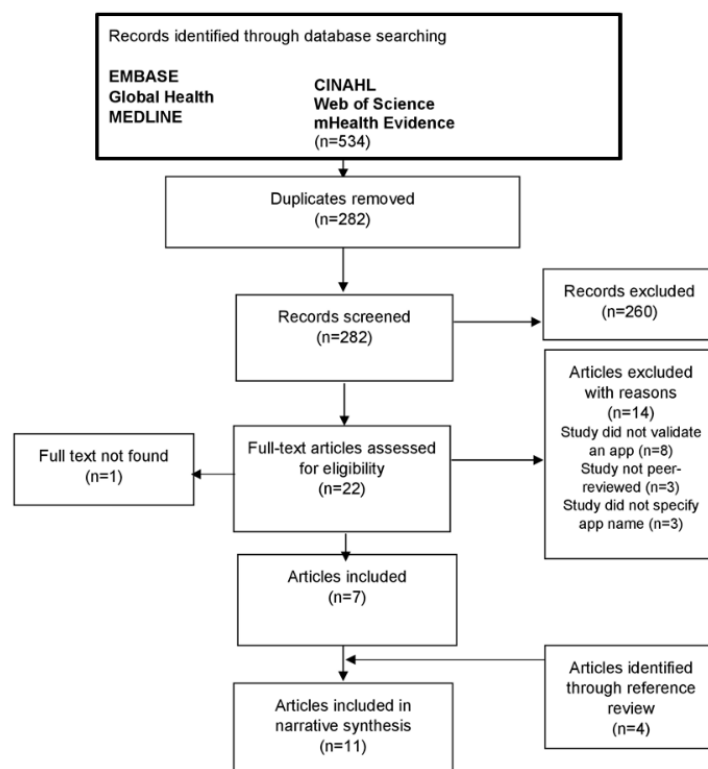 Records identified through database searching
EMBASE
Global Health
MEDLINE
CINAHL
Web of Science
mHealth Evidence
(n=534)
Duplicates removed
(n=282)
Records screened
(n=282)
Records excluded
(n=260)
Articles excluded
with reasons
(n=14)
Study did not validate
an app (n=8)
Study not peer-
reviewed (n=3)
Study did not specify
app name (n=3)
Full text not found
(n=1)
Full-text articles assessed
for eligibility
(n=22)
Articles included
(n=7)
Articles identified
through reference
review
(n=4)
Articles included in
narrative synthesis
(n=11)